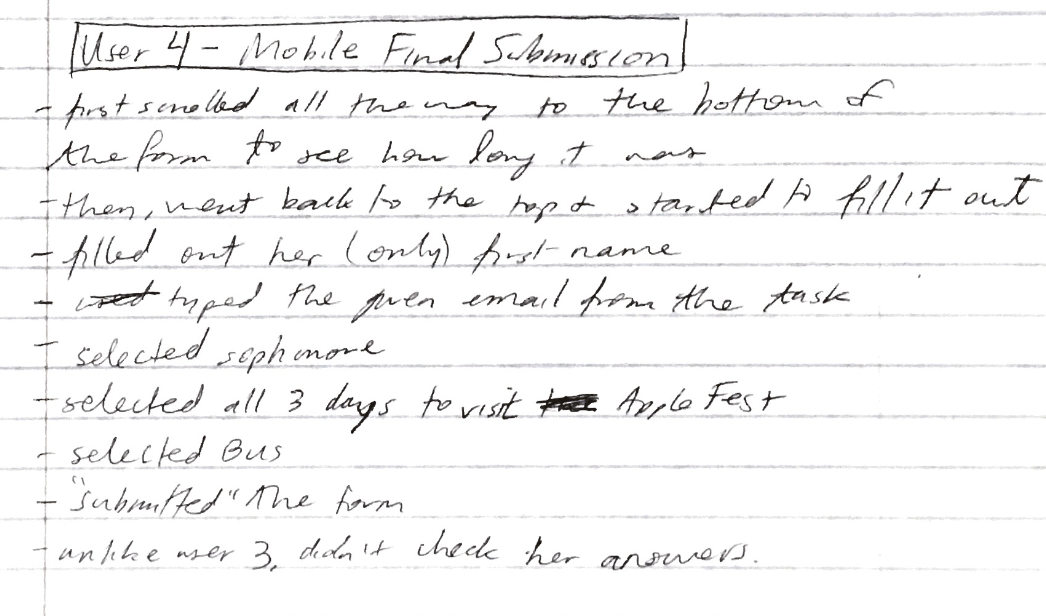 User 4 - Mobile Final Submission
- first scrolled all the way to the bottom of
the form to see how long it was
- then, went back to the top & started to fill it out
- filled out her (only) first name
- used typed the given email from the task
- selected sophmore
- selected all 3 days to visit the Apple Fest
- selected Bus
- "submitted" the form
- unlike user 3, didn't check her answers.